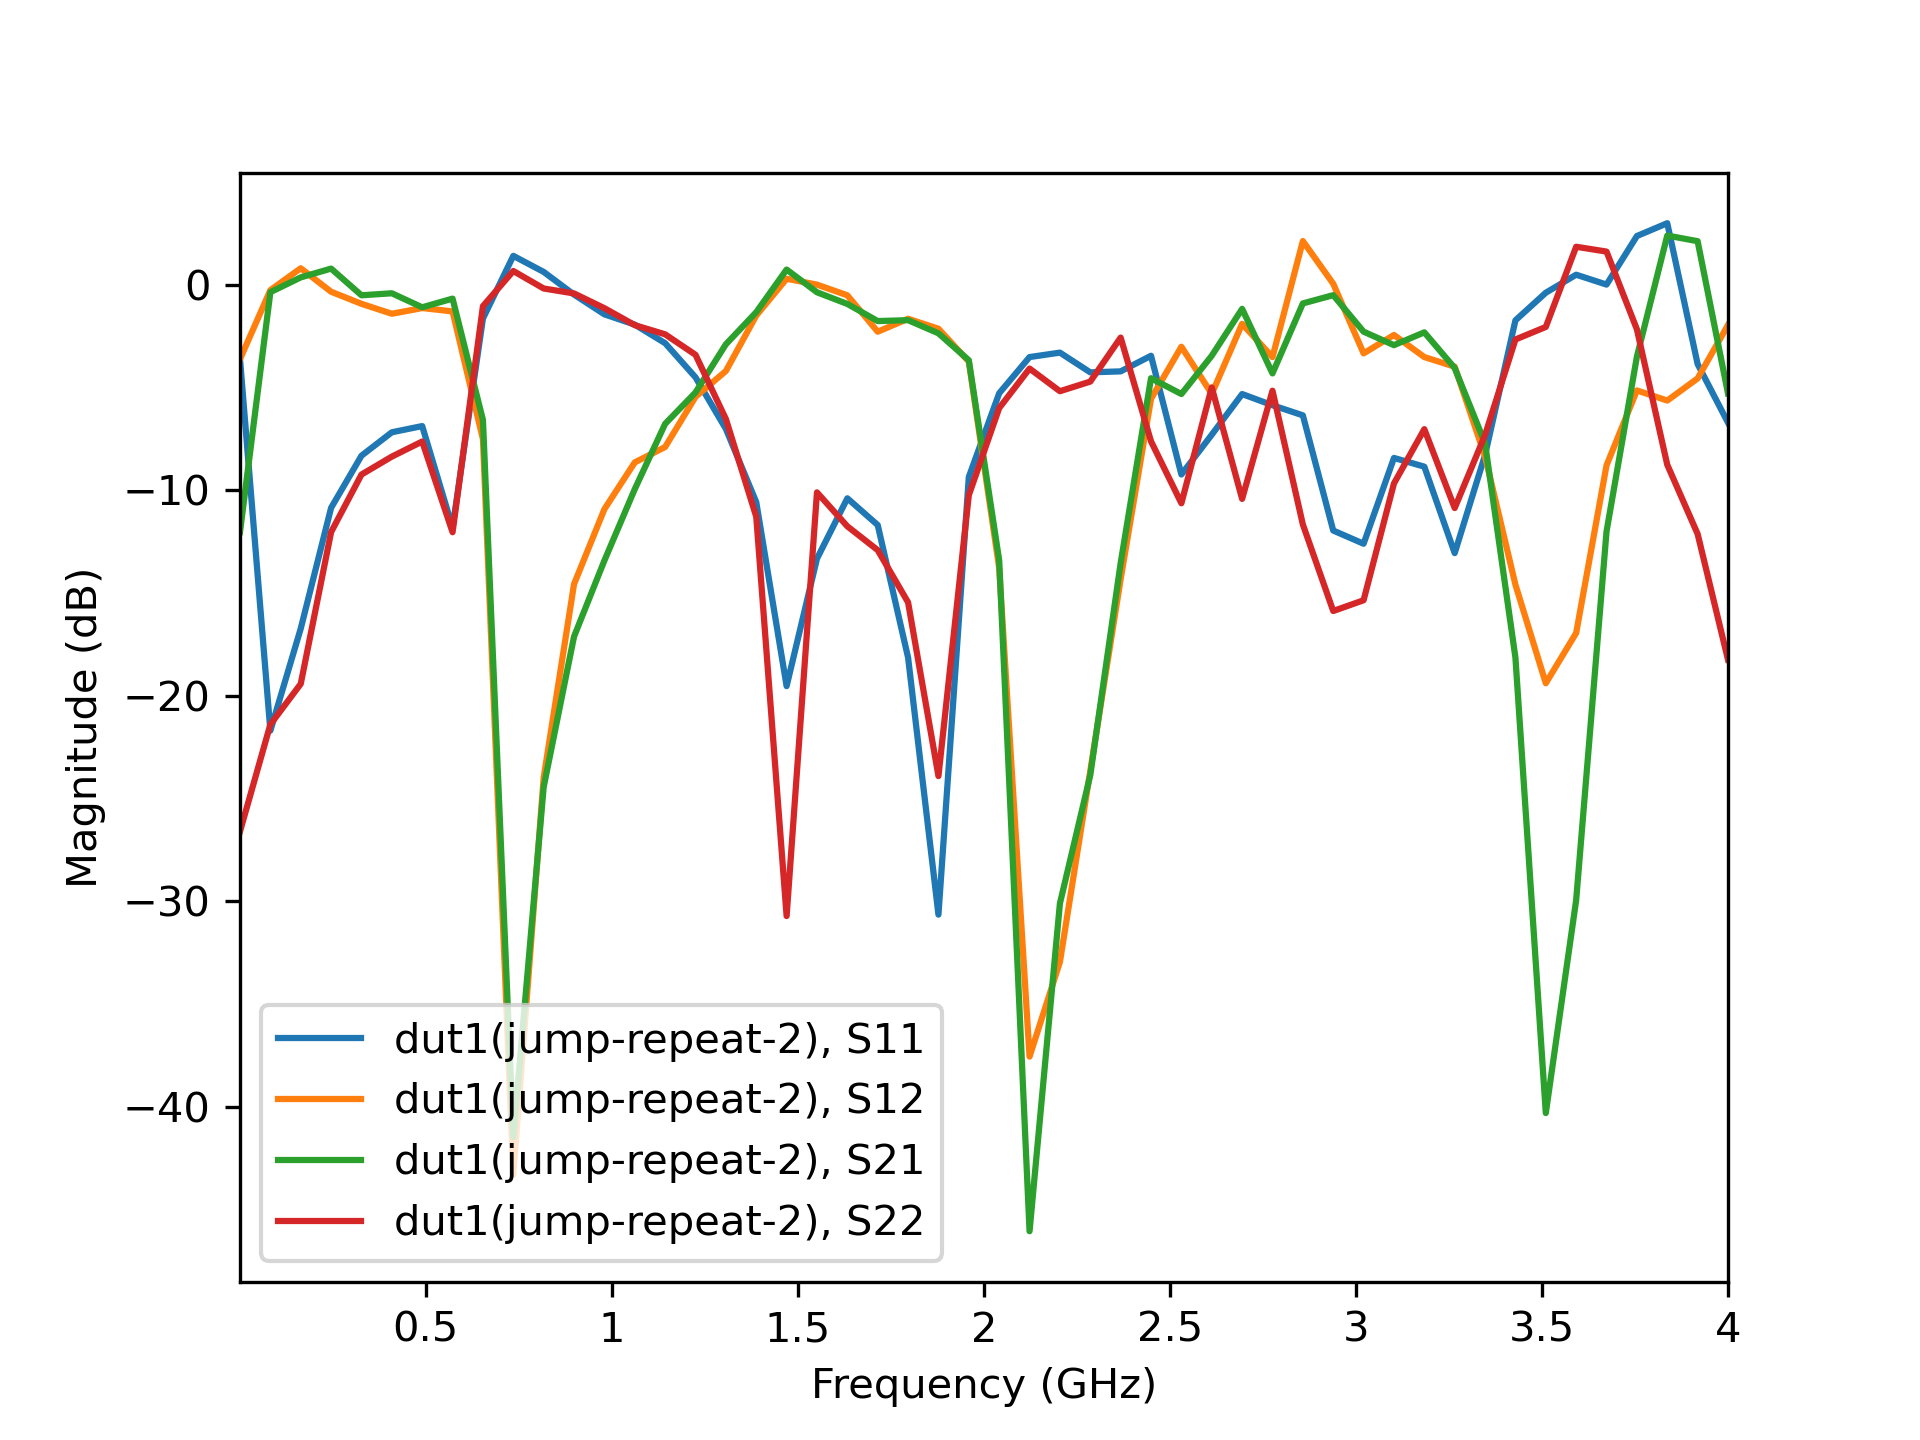 0
−10
−20
−30
−40
Magnitude (dB)
dut1(jump-repeat-2), S11
dut1(jump-repeat-2), S12
dut1(jump-repeat-2), S21
dut1(jump-repeat-2), S22
0.5 1 1.5 2 2.5 3 3.5 4
Frequency (GHz)